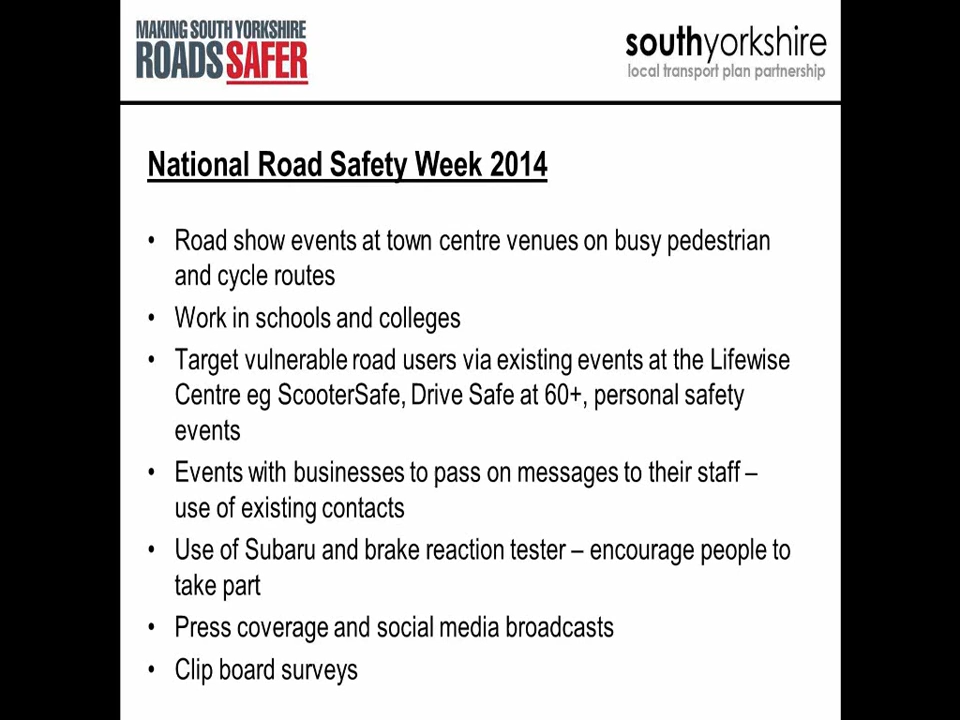 MAKING SOUTH YORKSHIRE
ROADS SAFER
southyorkshire
local transport plan partnership
National Road Safety Week 2014
• Road show events at town centre venues on busy pedestrian
and cycle routes
• Work in schools and colleges
• Target vulnerable road users via existing events at the Lifewise
Centre eg ScooterSafe, Drive Safe at 60+, personal safety
events
• Events with businesses to pass on messages to their staff –
use of existing contacts
• Use of Subaru and brake reaction tester – encourage people to
take part
• Press coverage and social media broadcasts
• Clip board surveys